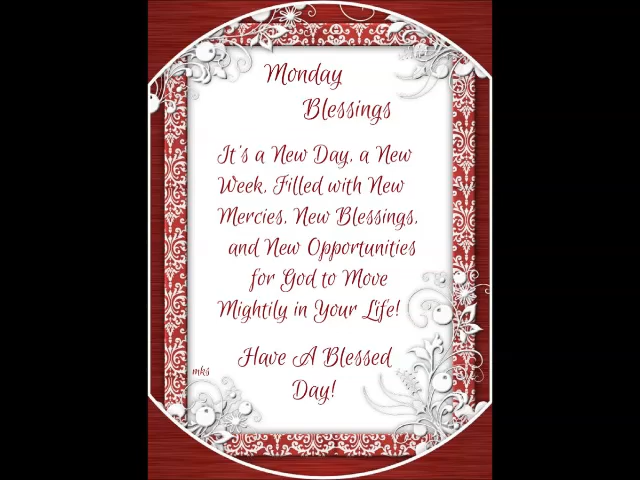 Monday
Blessings
It's a New Day, a New
Week, Filled with New
Mercies, New Blessings,
and New Opportunities
for God to Move
Mightily in Your Life!
Have A Blessed
Day!
mks